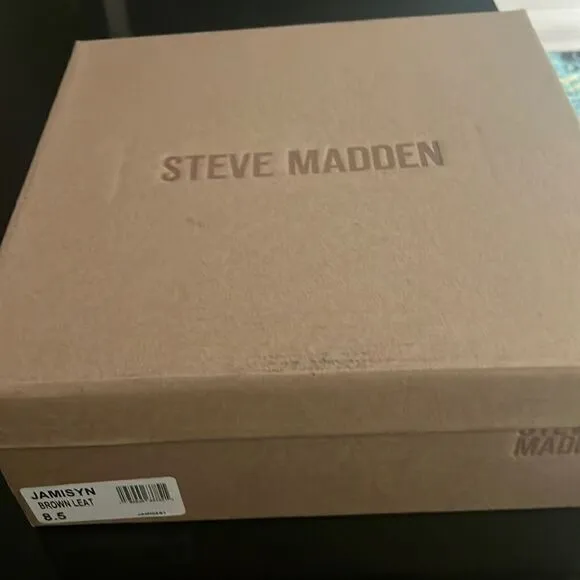 STEVE MADDEN
STEVE
MADDEN
JAMISYN
BROWN LEAT
8.5